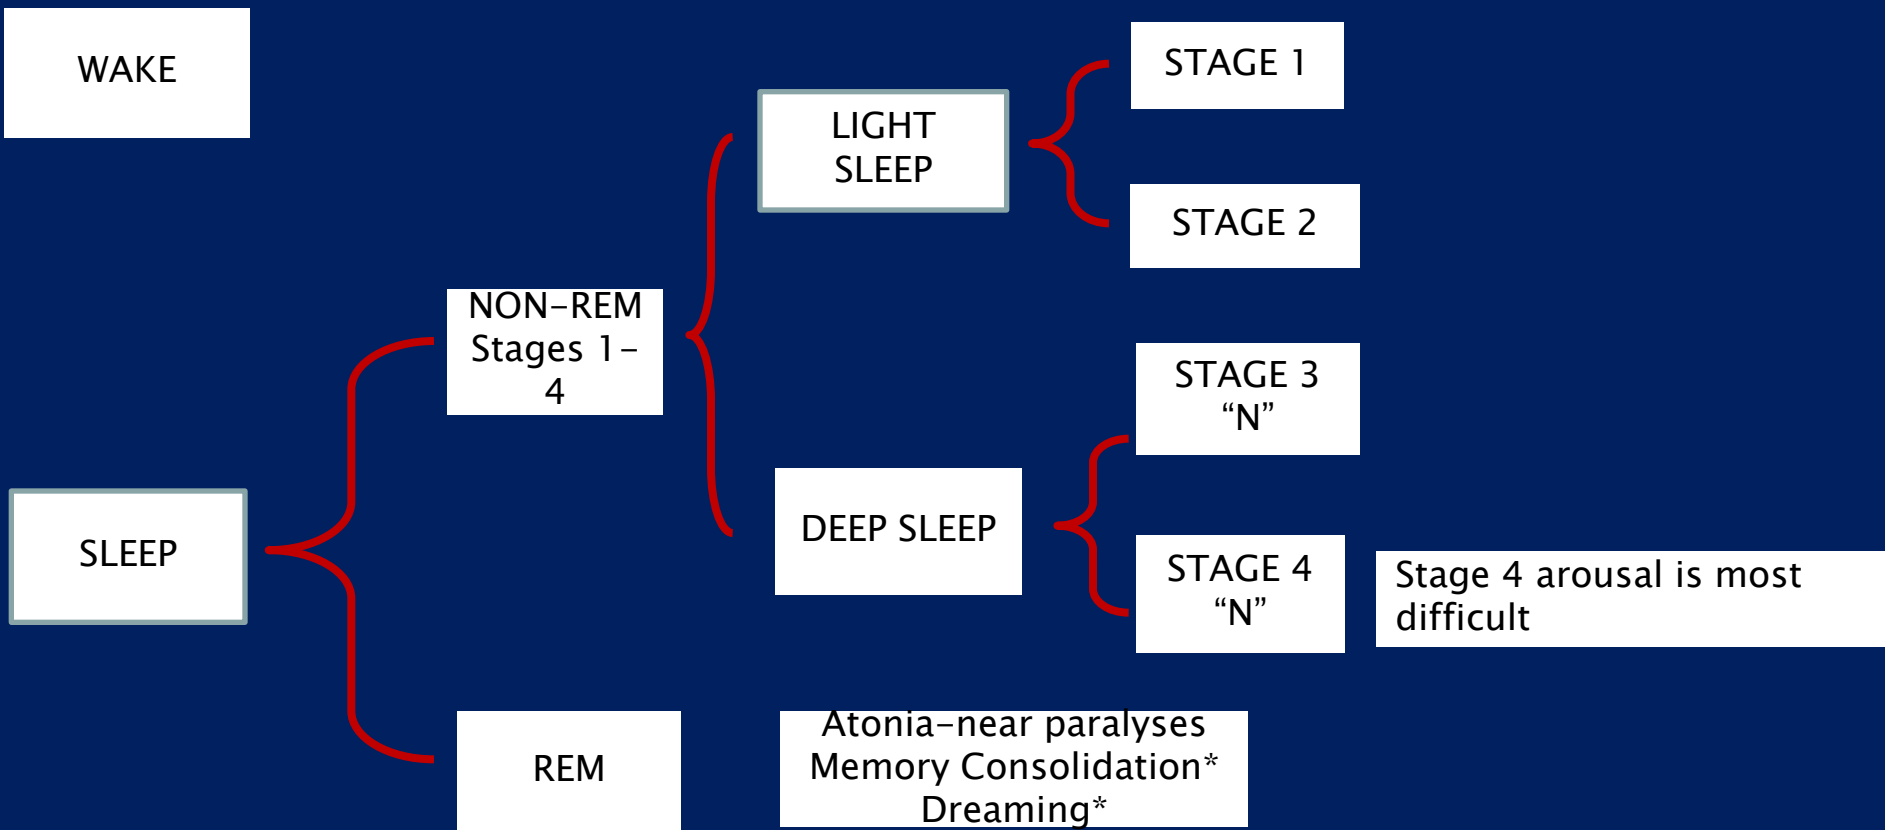 WAKE
LIGHT
SLEEP
STAGE 1
STAGE 2
NON-REM
Stages 1-
4
STAGE 3
“N”
DEEP SLEEP
SLEEP
STAGE 4
“N”
Stage 4 arousal is most
difficult
REM
Atonia-near paralyses
Memory Consolidation*
Dreaming*